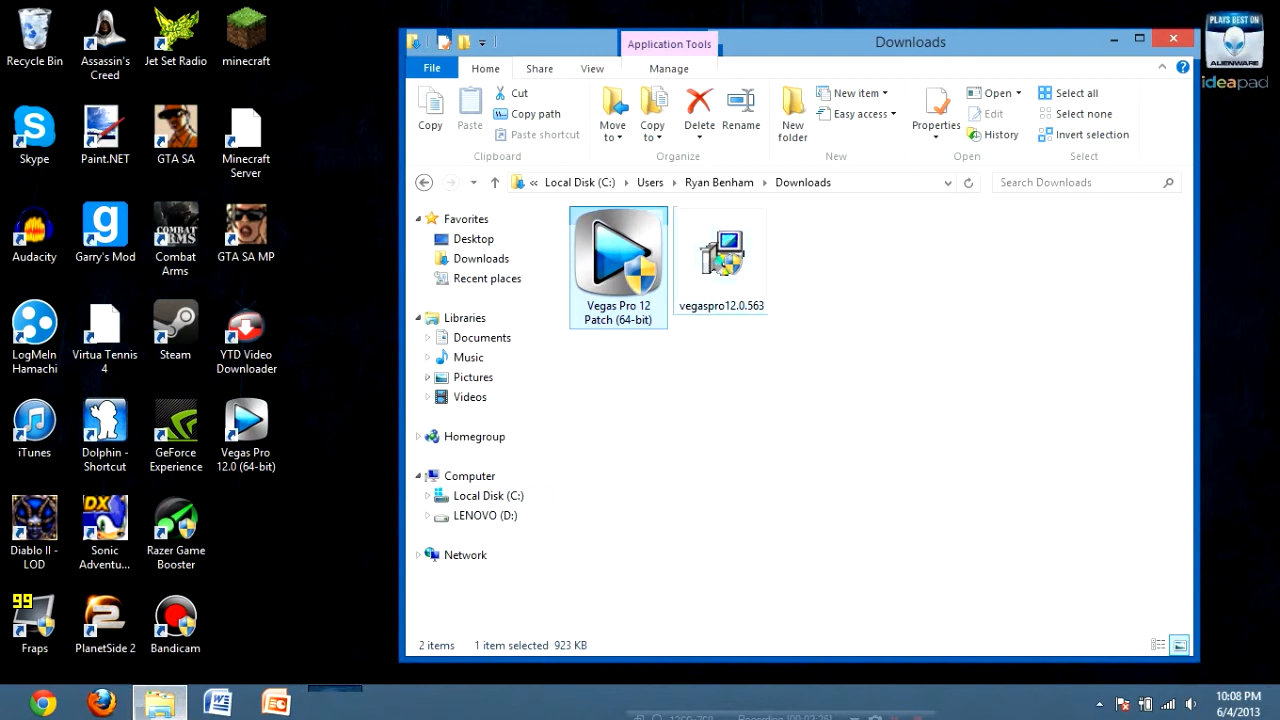 Recycle Bin
Assassin's
Creed
Jet Set Radio
minecraft
Skype
Paint.NET
GTA SA
Minecraft
Server
Audacity
Garry's Mod
Combat
Arms
GTA SA MP
LogMeIn
Hamachi
Virtua Tennis
4
Steam
YTD Video
Downloader
iTunes
Dolphin -
Shortcut
GeForce
Experience
Vegas Pro
12.0 (64-bit)
Diablo II -
LOD
DX
Sonic
Adventu...
Razer Game
Booster
99
Fraps
PlanetSide 2
Bandicam
COMBAT
ARMS
Application Tools
Downloads
File
Home
Share
View
Manage
Copy
Paste
Cut
Copy path
Paste shortcut
Clipboard
Move
to
Copy
to
Delete
Rename
Organize
New
folder
New item
Easy access
New
Properties
Open
Edit
History
Open
Select all
Select none
Invert selection
Select
« Local Disk (C:)
Users
Ryan Benham
Downloads
Search Downloads
Favorites
Desktop
Downloads
Recent places
Libraries
Documents
Music
Pictures
Videos
Homegroup
Computer
Local Disk (C:)
LENOVO (D:)
Network
Vegas Pro 12
Patch (64-bit)
vegaspro12.0.563
2 items
1 item selected 923 KB
PLAYS BEST ON
ALIENWARE
ideapad
10:08 PM
6/4/2013